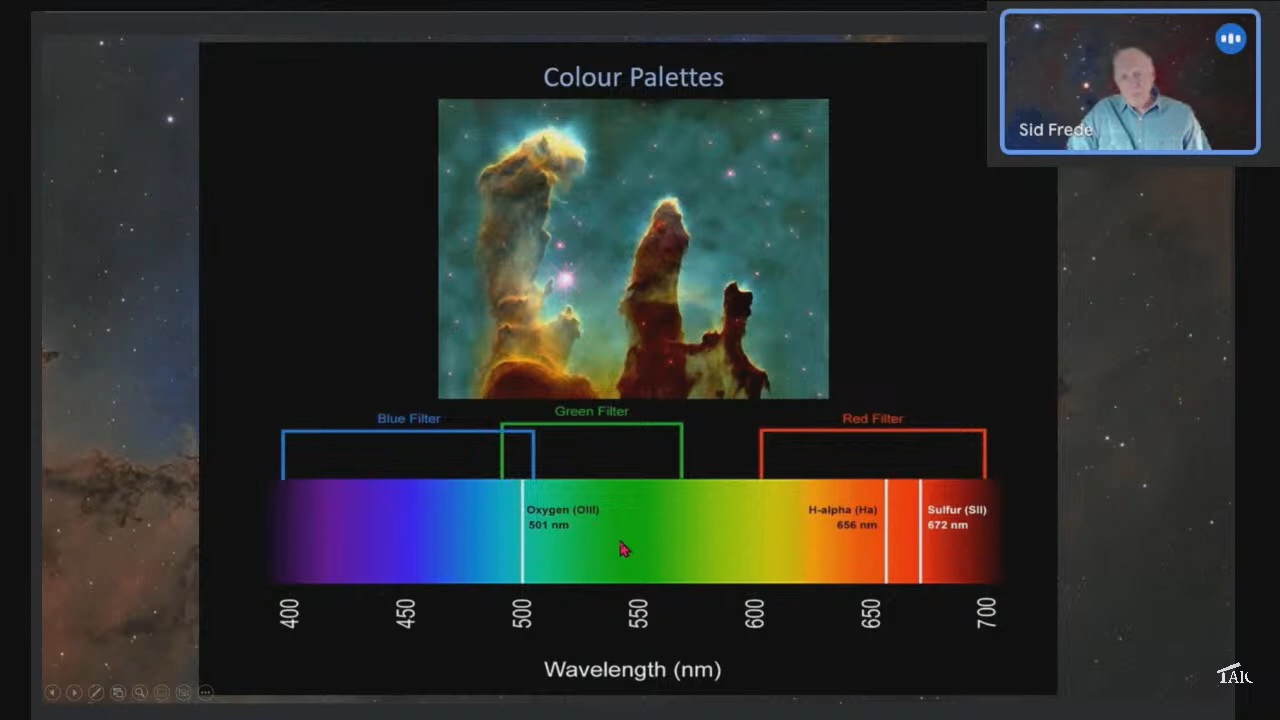 Colour Palettes
Sid Frede
Blue Filter
Green Filter
Red Filter
Oxygen (OIII)
501 nm
H-alpha (Ha)
656 nm
Sulfur (SII)
672 nm
400
450
500
550
600
650
700
Wavelength (nm)
TAIC